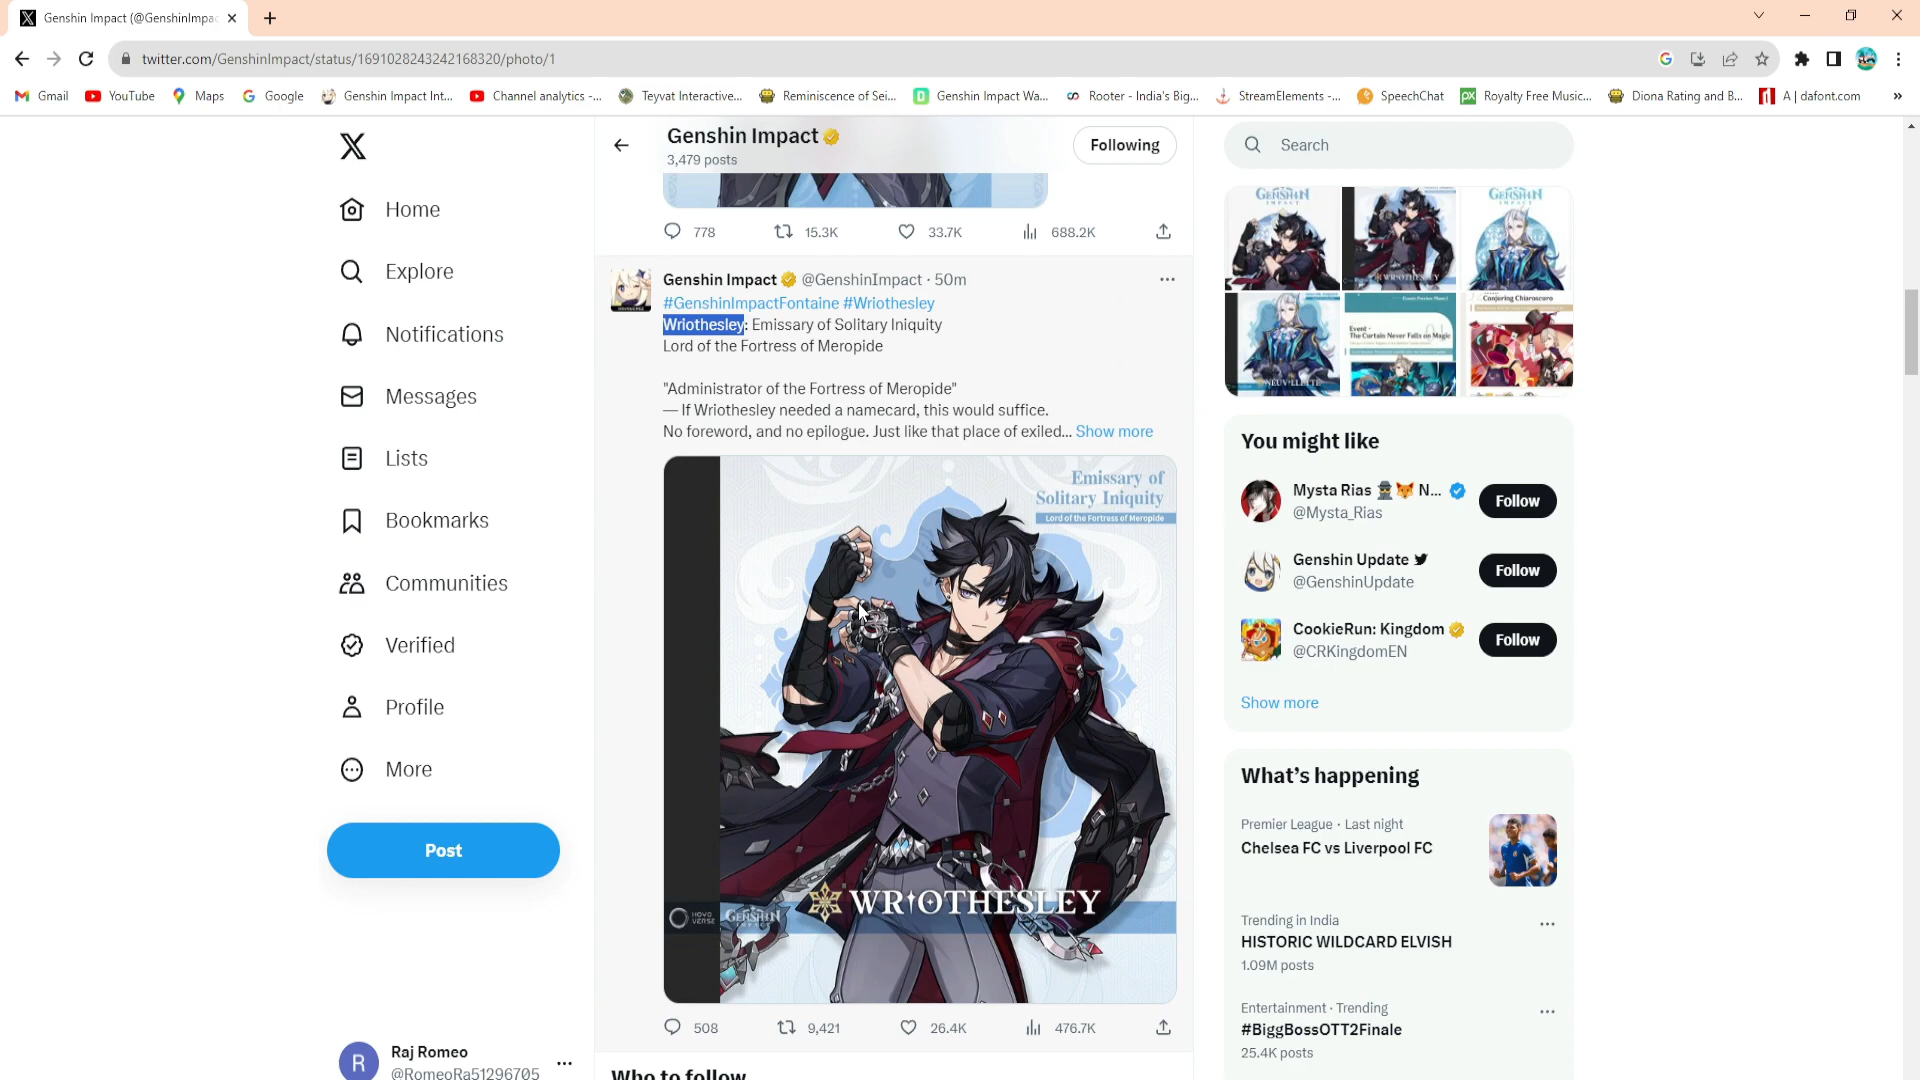 Genshin Impact (@GenshinImpac
twitter.com/GenshinImpact/status/1691028243242168320/photo/1
Gmail
YouTube
Maps
Google
Genshin Impact Int...
Channel analytics -...
Teyvat Interactive...
Reminiscence of Sei...
Genshin Impact Wa...
Rooter - India's Big...
StreamElements -...
SpeechChat
Royalty Free Music...
Diona Rating and B...
A | dafont.com
»
Home
Explore
Notifications
Messages
Lists
Bookmarks
Communities
Verified
Profile
More
Post
R
Raj Romeo
@RomeoRa51296705
Genshin Impact
3,479 posts
Following
778
15.3K
33.7K
688.2K
Genshin Impact @GenshinImpact · 50m
#GenshinImpactFontaine #Wriothesley
Wriothesley: Emissary of Solitary Iniquity
Lord of the Fortress of Meropide
"Administrator of the Fortress of Meropide"
— If Wriothesley needed a namecard, this would suffice.
No foreword, and no epilogue. Just like that place of exiled... Show more
Emissary of
Solitary Iniquity
Lord of the Fortress of Meropide
HOYO
VERSE
GENSHIN
IMPACT
WRIOTHESLEY
508
9,421
26.4K
476.7K
Who to follow
Search
GENSHIN
IMPACT
WRIOTHESLEY
GENSHIN
IMPACT
NEUVILLETTE
Event -
The Curtain Never Falls on Magic
Conjuring Chiaroscuro
You might like
Mysta Rias N...
@Mysta_Rias
Follow
Genshin Update
@GenshinUpdate
Follow
CookieRun: Kingdom
@CRKingdomEN
Follow
Show more
What's happening
Premier League · Last night
Chelsea FC vs Liverpool FC
Trending in India
HISTORIC WILDCARD ELVISH
1.09M posts
Entertainment · Trending
#BiggBossOTT2Finale
25.4K posts